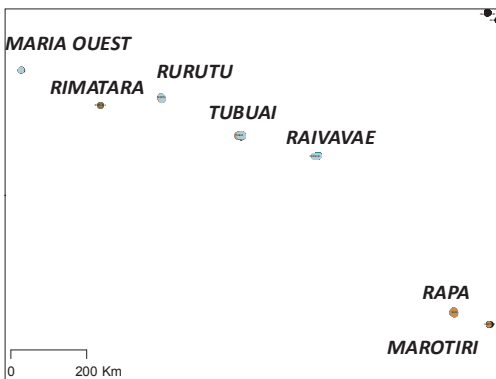 MARIA OUEST
RURUTU
RIMATARA
TUBUAI
RAIVAVAE
RAPA
MAROTIRI
0 200 Km